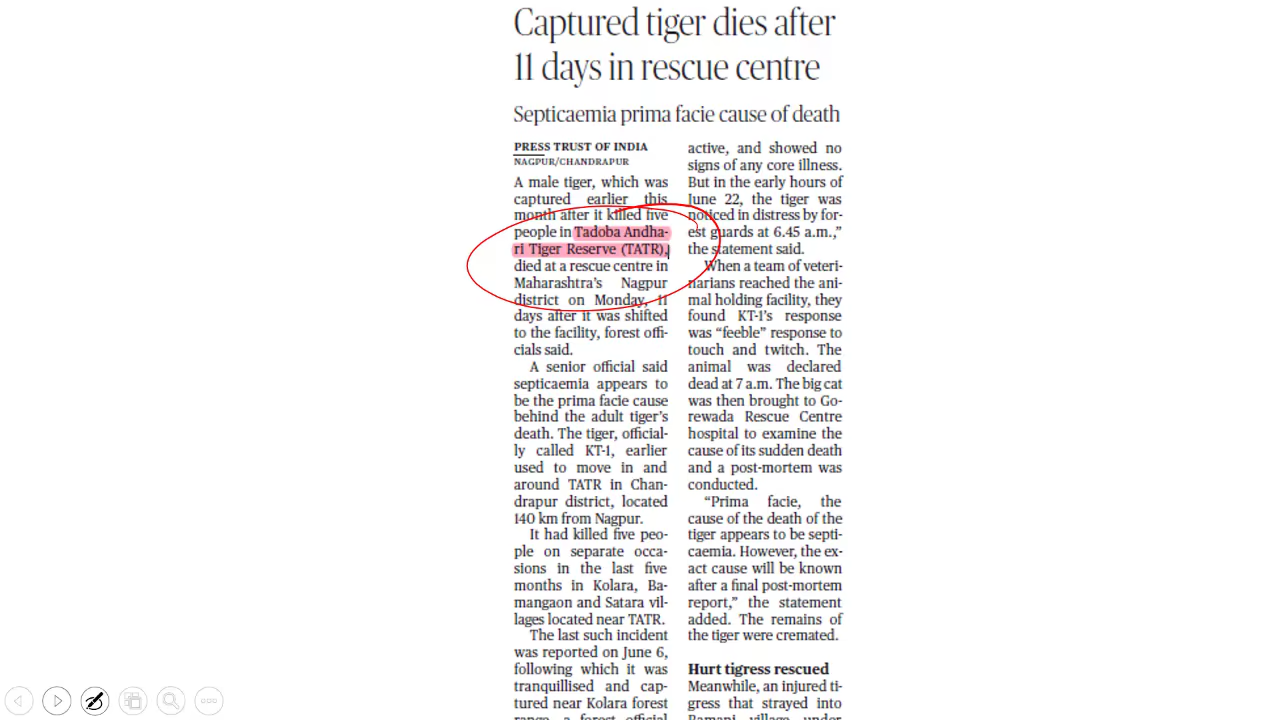 Captured tiger dies after
11 days in rescue centre
Septicaemia prima facie cause of death
PRESS TRUST OF INDIA
NAGPUR/CHANDRAPUR
A male tiger, which was
captured earlier this
month after it killed five
people in Tadoba Andha-
ri Tiger Reserve (TATR),
died at a rescue centre in
Maharashtra's Nagpur
district on Monday, 11
days after it was shifted
to the facility, forest offi-
cials said.
A senior official said
septicaemia appears to
be the prima facie cause
behind the adult tiger's
death. The tiger, official-
ly called KT-1, earlier
used to move in and
around TATR in Chan-
drapur district, located
140 km from Nagpur.
It had killed five peo-
ple on separate occa-
sions in the last five
months in Kolara, Ba-
mangaon and Satara vil-
lages located near TATR.
The last such incident
was reported on June 6,
following which it was
tranquillised and cap-
tured near Kolara forest
range, a forest official
active, and showed no
signs of any core illness.
But in the early hours of
June 22, the tiger was
noticed in distress by for-
est guards at 6.45 a.m.,"
the statement said.
When a team of veteri-
narians reached the ani-
mal holding facility, they
found KT-1's response
was "feeble" response to
touch and twitch. The
animal was declared
dead at 7 a.m. The big cat
was then brought to Go-
rewada Rescue Centre
hospital to examine the
cause of its sudden death
and a post-mortem was
conducted.
"Prima facie, the
cause of the death of the
tiger appears to be septi-
caemia. However, the ex-
act cause will be known
after a final post-mortem
report," the statement
added. The remains of
the tiger were cremated.
Hurt tigress rescued
Meanwhile, an injured ti-
gress that strayed into
Bamani village under